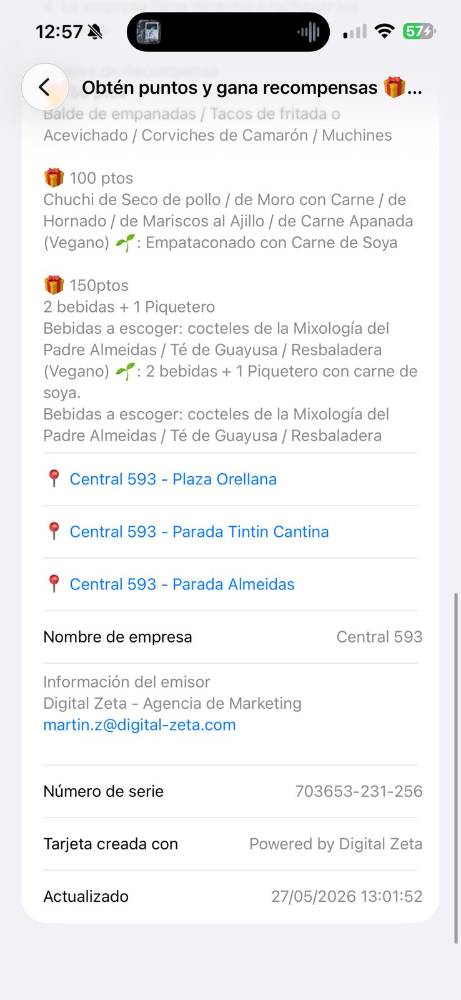 4. La empresa tiene derecho a rechazar los
12:57
57
Obtén puntos y gana recompensas 🎁...
Balde de empanadas / Tacos de fritada o
Acevichado / Corviches de Camarón / Muchines
🎁 100 ptos
Chuchi de Seco de pollo / de Moro con Carne / de
Hornado / de Mariscos al Ajillo / de Carne Apanada
(Vegano) 🌱: Empataconado con Carne de Soya
🎁 150ptos
2 bebidas + 1 Piquetero
Bebidas a escoger: cocteles de la Mixología del
Padre Almeidas / Té de Guayusa / Resbaladera
(Vegano) 🌱: 2 bebidas + 1 Piquetero con carne de
soya.
Bebidas a escoger: cocteles de la Mixología del
Padre Almeidas / Té de Guayusa / Resbaladera
📍 Central 593 - Plaza Orellana
📍 Central 593 - Parada Tintin Cantina
📍 Central 593 - Parada Almeidas
Nombre de empresa Central 593
Información del emisor
Digital Zeta - Agencia de Marketing
martin.z@digital-zeta.com
Número de serie 703653-231-256
Tarjeta creada con Powered by Digital Zeta
Actualizado 27/05/2026 13:01:52